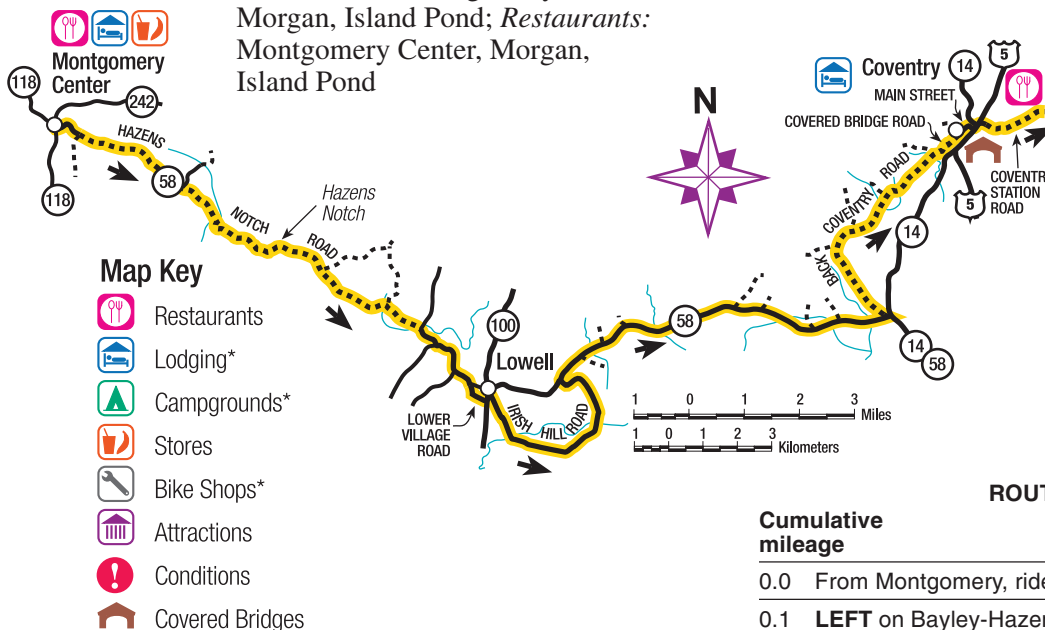 Morgan, Island Pond; Restaurants:
Montgomery Center, Morgan,
Island Pond
Montgomery
Center
118
242
118
HAZENS
58
NOTCH
ROAD
Hazens
Notch
100
Lowell
LOWER
VILLAGE
ROAD
IRISH
HILL
ROAD
58
N
Coventry
14
5
MAIN STREET
COVERED BRIDGE ROAD
BACK
COVENTRY
ROAD
5
STATION
ROAD
14
14
58
1 0 1 2 3 Miles
1 0 1 2 3 Kilometers
Map Key
Restaurants
Lodging*
Campgrounds*
Stores
Bike Shops*
Attractions
Conditions
Covered Bridges
Cumulative
mileage
0.0 From Montgomery, ride
0.1 LEFT on